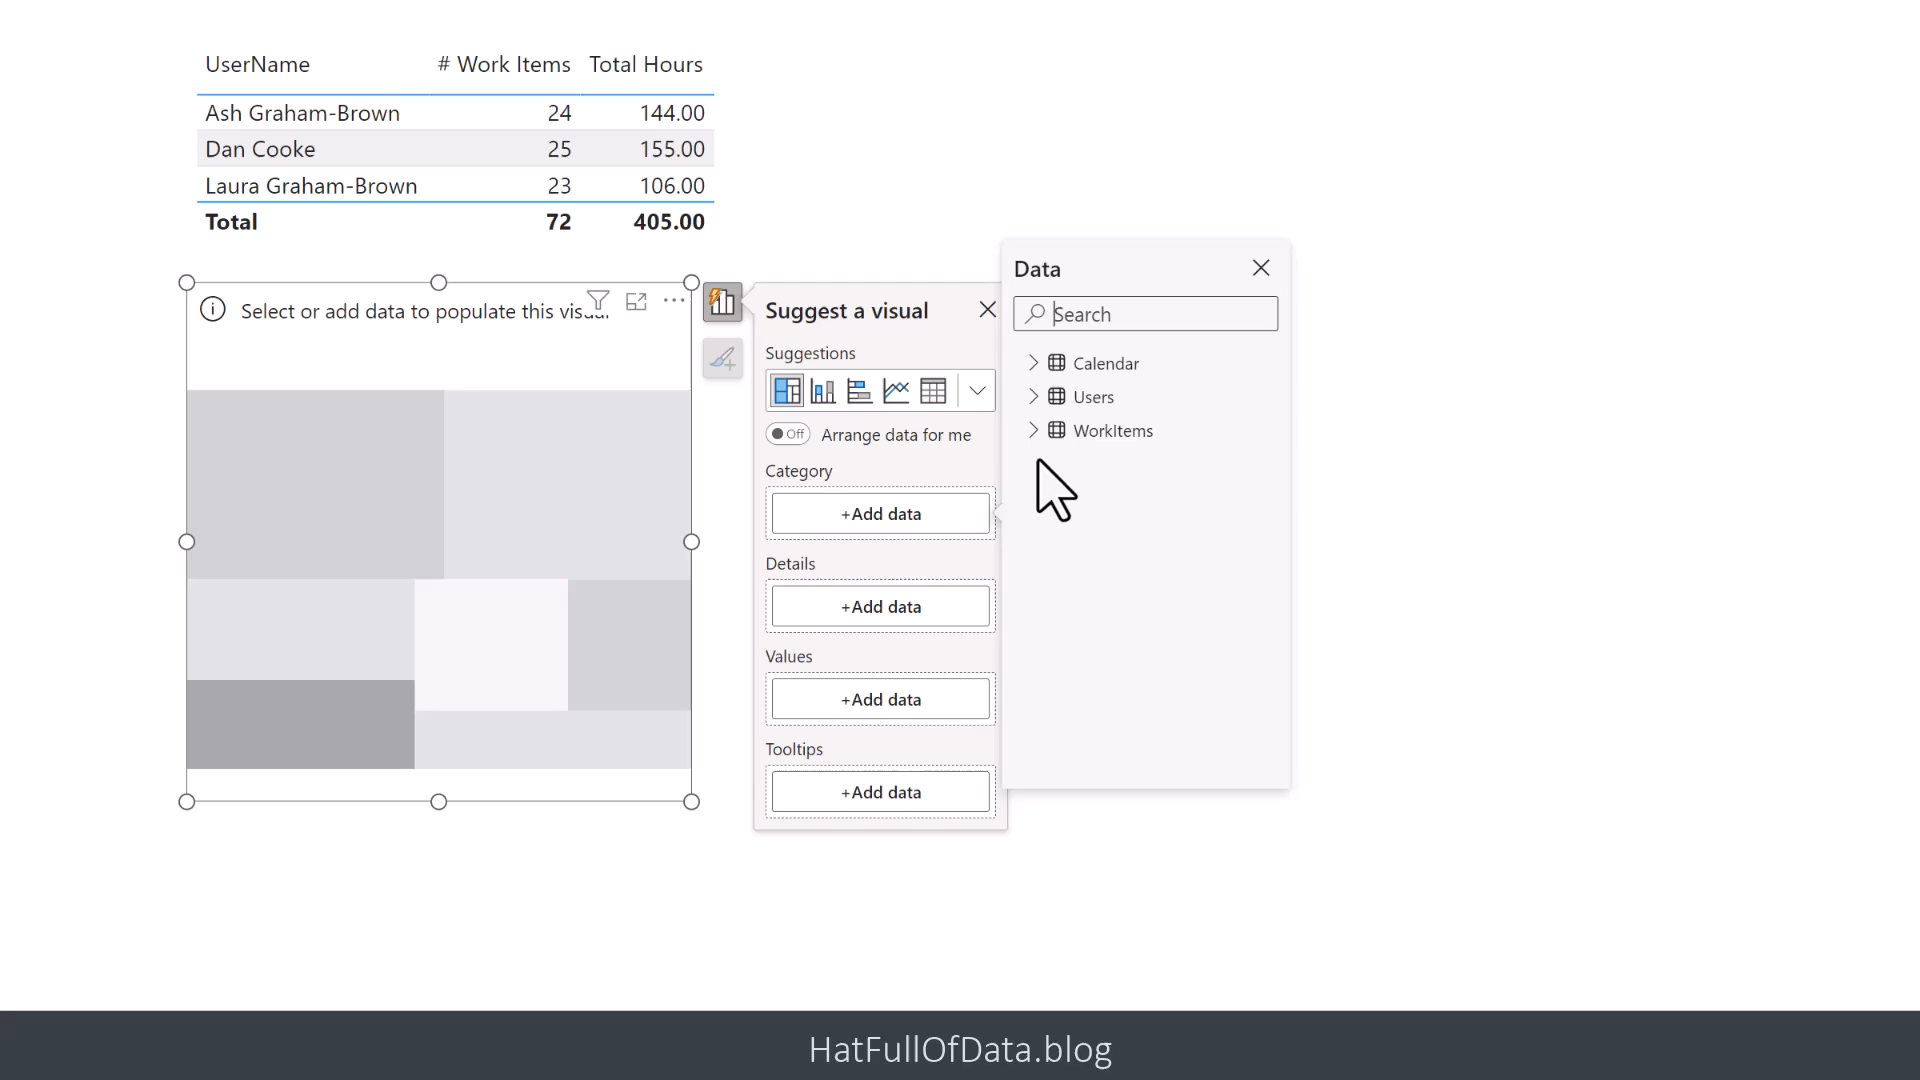 UserName # Work Items Total Hours
Ash Graham-Brown 24 144.00
Dan Cooke 25 155.00
Laura Graham-Brown 23 106.00
Total 72 405.00
Select or add data to populate this visual.
Suggest a visual
Suggestions
Off Arrange data for me
Category
+Add data
Details
+Add data
Values
+Add data
Tooltips
+Add data
Data
Search
Calendar
Users
WorkItems
HatFullOfData.blog